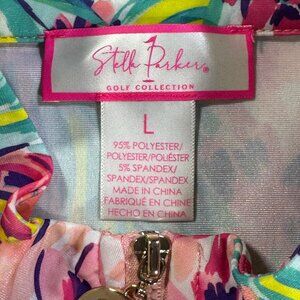 Stella Parker®
GOLF COLLECTION
L
95% POLYESTER/
POLYESTER/POLIÉSTER
5% SPANDEX/
SPANDEX/SPANDEX
MADE IN CHINA
FABRIQUÉ EN CHINE
HECHO EN CHINA